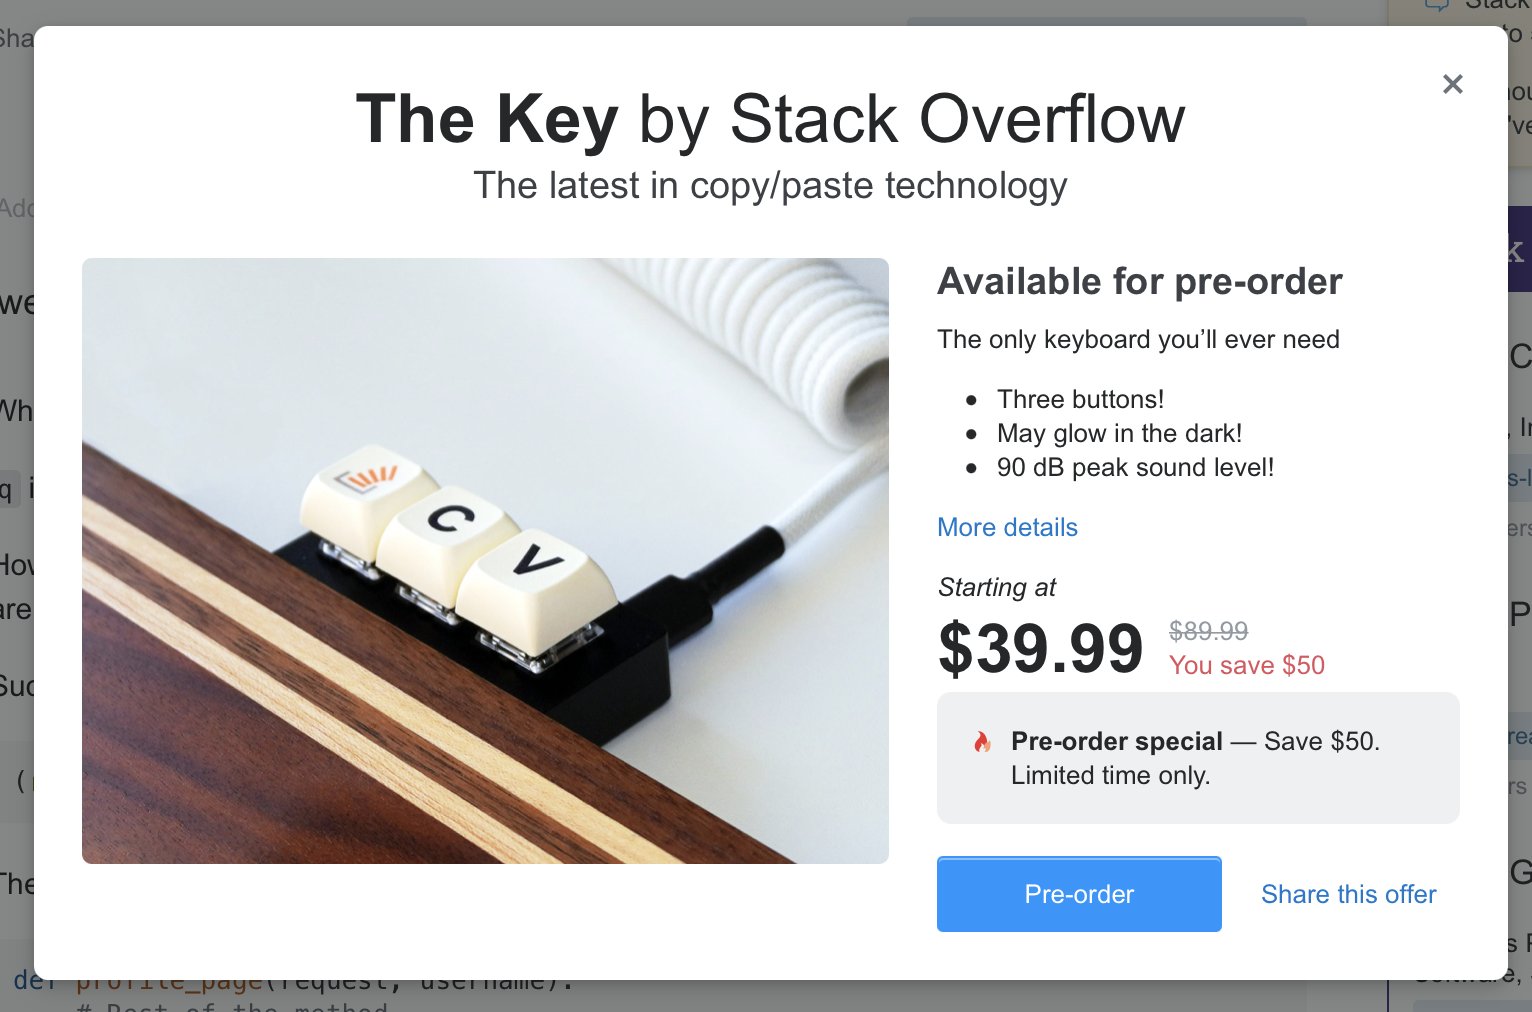 The Key by Stack Overflow
The latest in copy/paste technology
C
V
Available for pre-order
The only keyboard you’ll ever need
Three buttons!
May glow in the dark!
90 dB peak sound level!
More details
Starting at
$39.99
$89.99
You save $50
Pre-order special — Save $50.
Limited time only.
Pre-order
Share this offer
def profile_page(request, username):
# Rest of the method